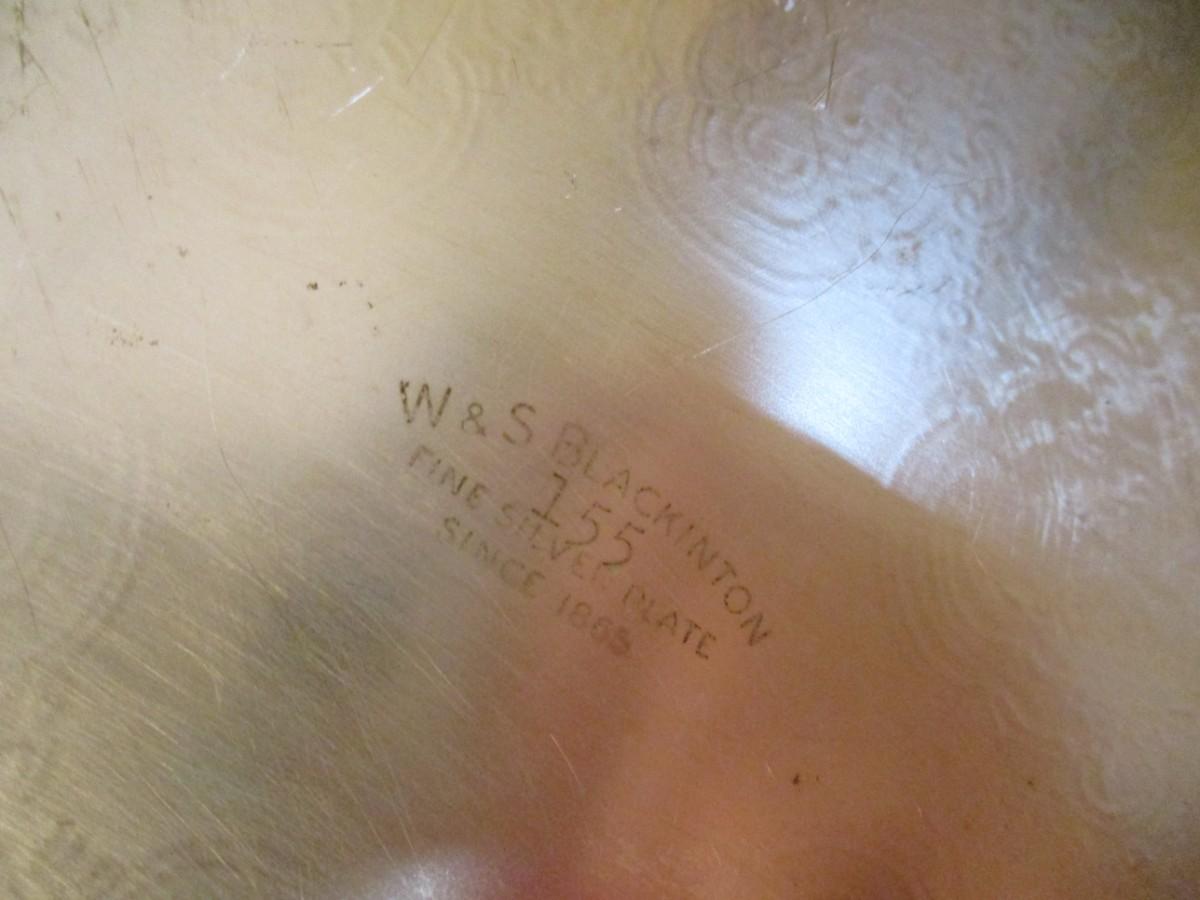 W & S BLACKINTON
155
FINE SILVER PLATE
SINCE 1865